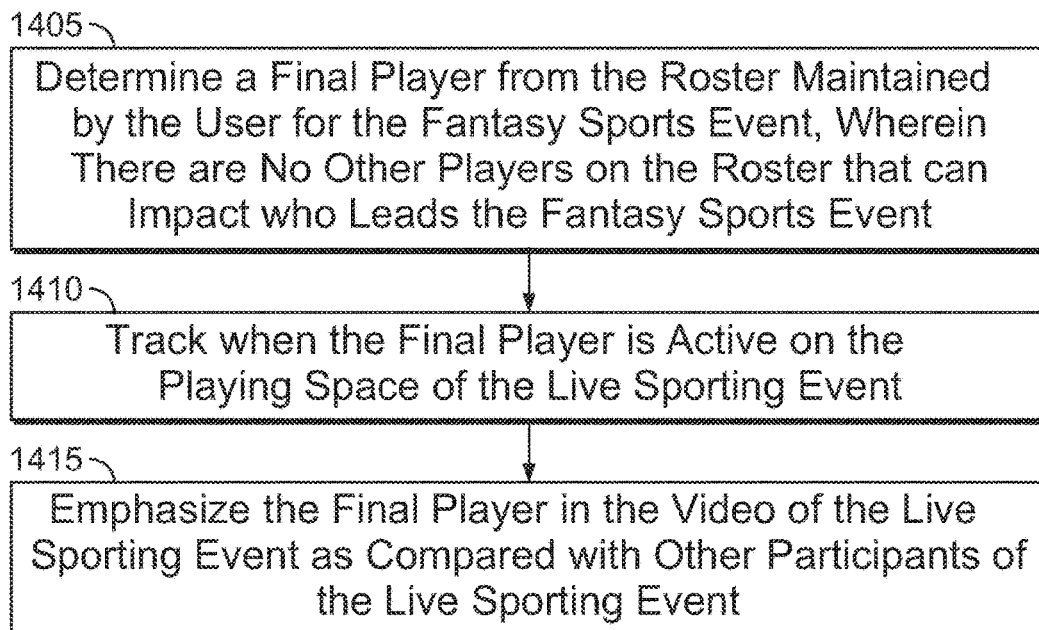 1405
Determine a Final Player from the Roster Maintained
by the User for the Fantasy Sports Event, Wherein
There are No Other Players on the Roster that can
Impact who Leads the Fantasy Sports Event
1410
Track when the Final Player is Active on the
Playing Space of the Live Sporting Event
1415
Emphasize the Final Player in the Video of the Live
Sporting Event as Compared with Other Participants of
the Live Sporting Event